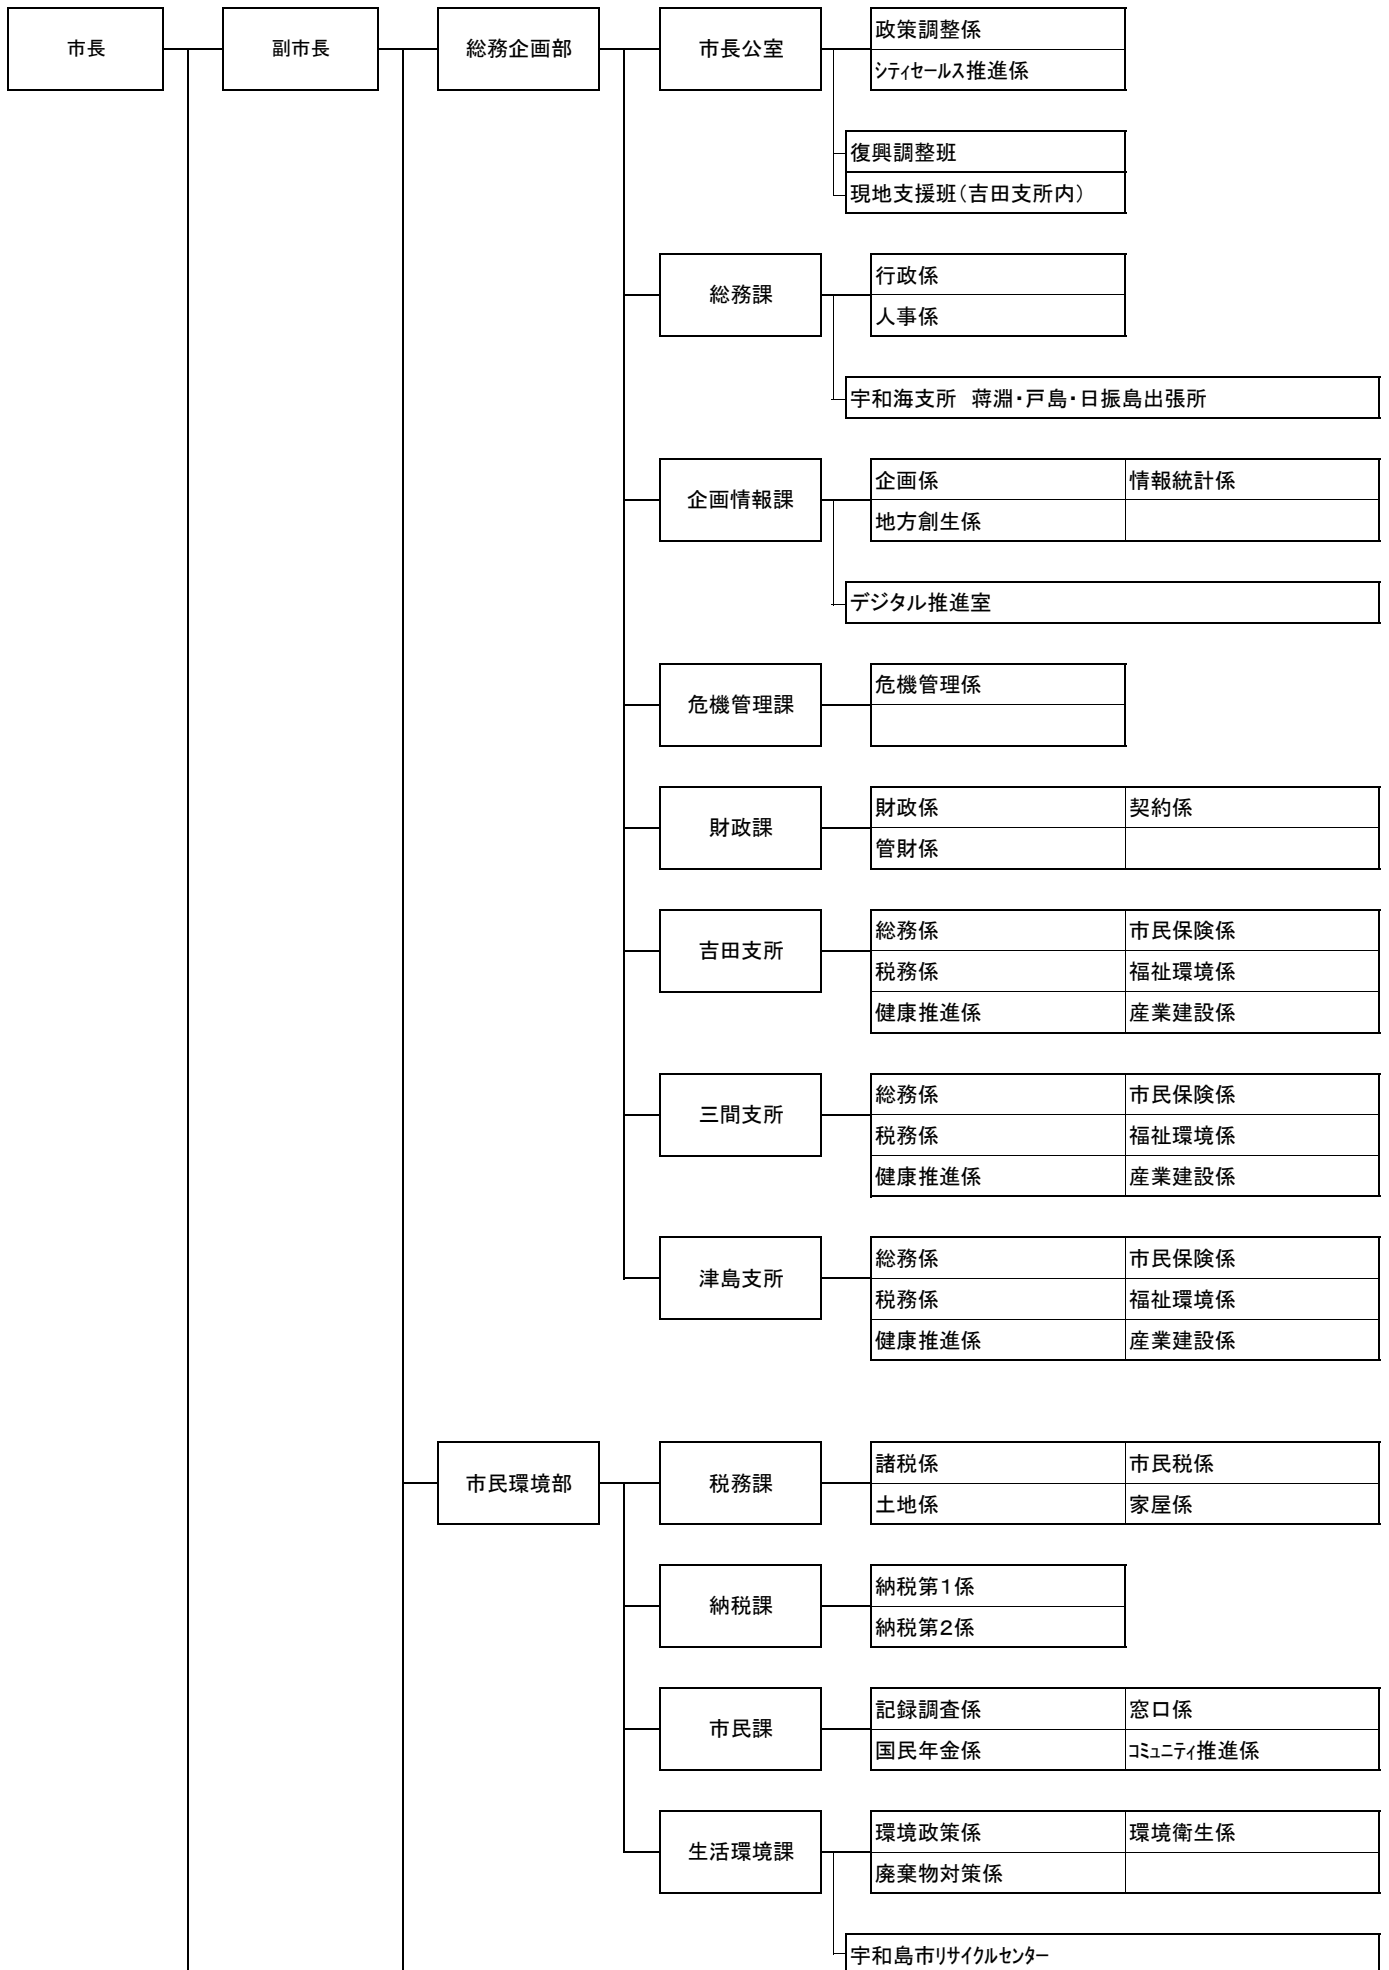 市長
副市長
総務企画部
市長公室
政策調整係
シティセールス推進係
復興調整班
現地支援班（吉田支所内）
総務課
行政係
人事係
宇和海支所　蒋淵・戸島・日振島出張所
企画情報課
企画係
情報統計係
地方創生係
デジタル推進室
危機管理課
危機管理係
財政課
財政係
契約係
管財係
吉田支所
総務係
市民保険係
税務係
福祉環境係
健康推進係
産業建設係
三間支所
総務係
市民保険係
税務係
福祉環境係
健康推進係
産業建設係
津島支所
総務係
市民保険係
税務係
福祉環境係
健康推進係
産業建設係
市民環境部
税務課
諸税係
市民税係
土地係
家屋係
納税課
納税第１係
納税第２係
市民課
記録調査係
窓口係
国民年金係
コミュニティ推進係
生活環境課
環境政策係
環境衛生係
廃棄物対策係
宇和島市リサイクルセンター